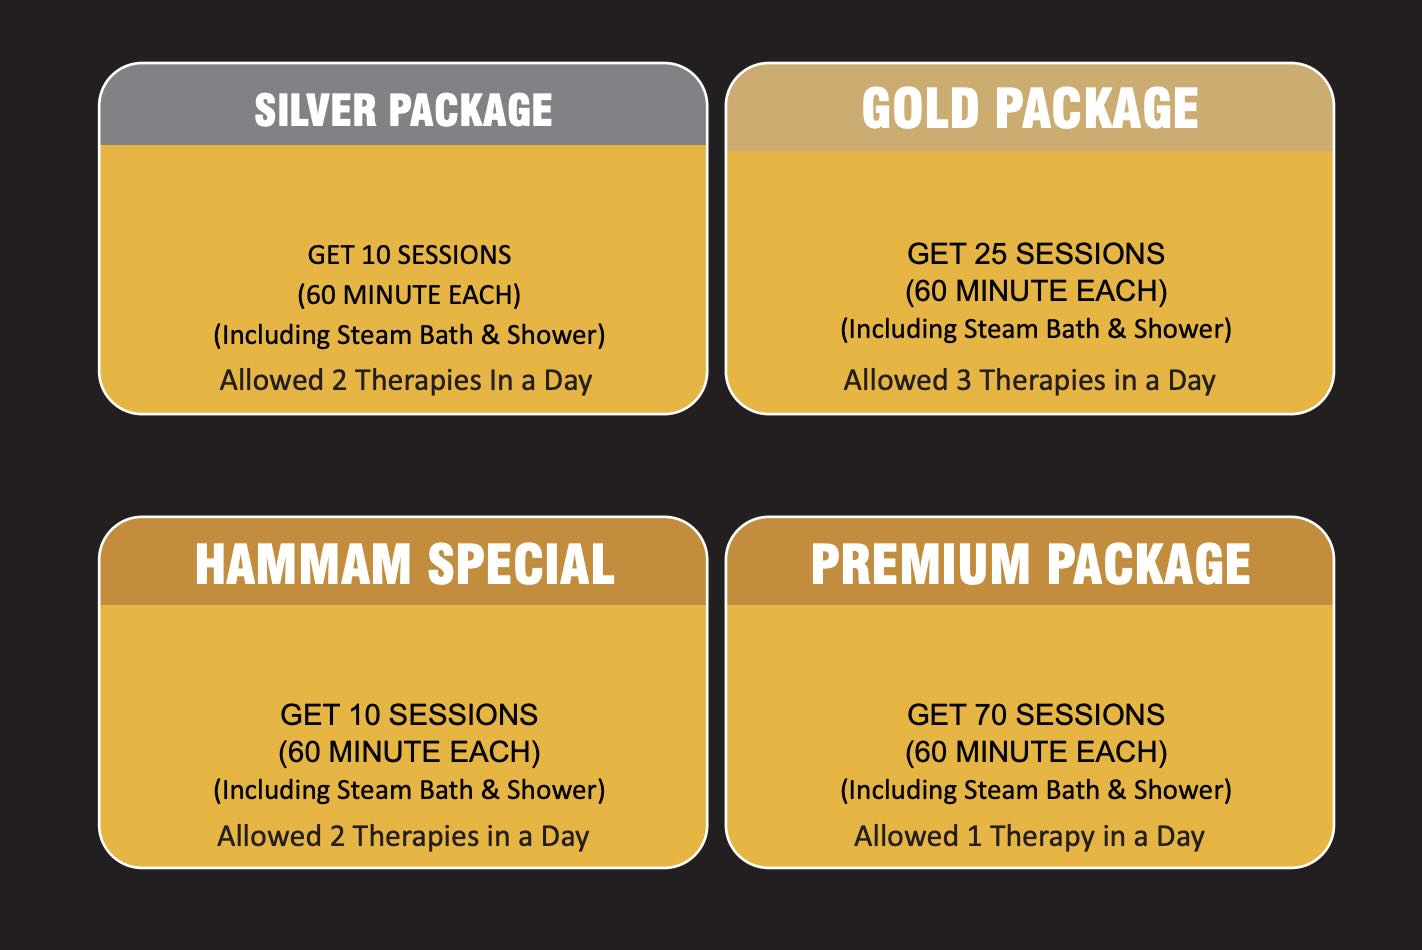 SILVER PACKAGE
GET 10 SESSIONS
(60 MINUTE EACH)
(Including Steam Bath & Shower)
Allowed 2 Therapies In a Day
GOLD PACKAGE
GET 25 SESSIONS
(60 MINUTE EACH)
(Including Steam Bath & Shower)
Allowed 3 Therapies in a Day
HAMMAM SPECIAL
GET 10 SESSIONS
(60 MINUTE EACH)
(Including Steam Bath & Shower)
Allowed 2 Therapies in a Day
PREMIUM PACKAGE
GET 70 SESSIONS
(60 MINUTE EACH)
(Including Steam Bath & Shower)
Allowed 1 Therapy in a Day